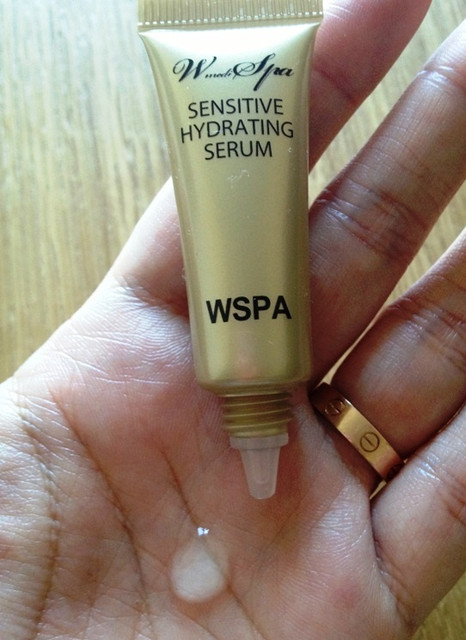 W medi Spa
SENSITIVE
HYDRATING
SERUM
WSPA